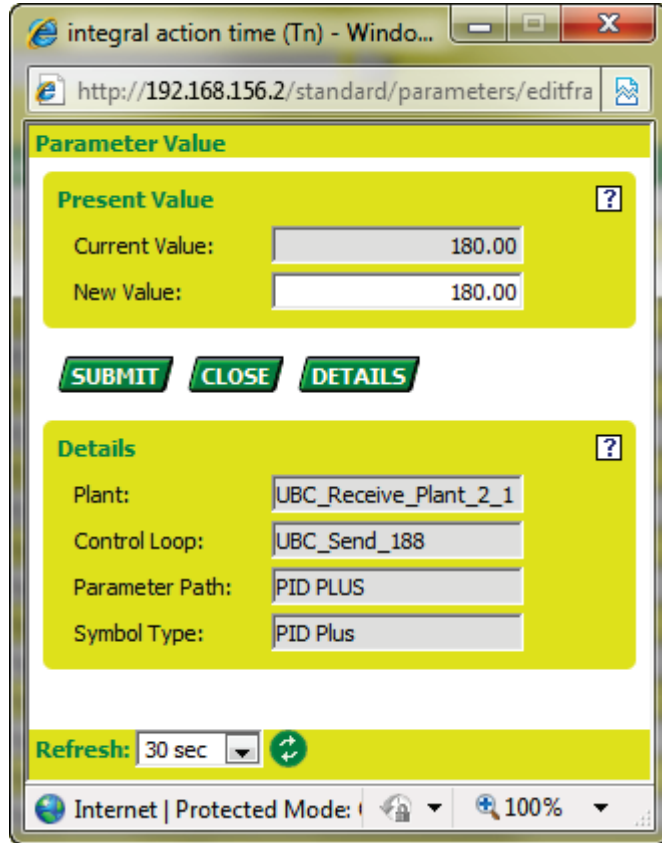 integral action time (Tn) - Windo...
http://192.168.156.2/standard/parameters/editfra
Parameter Value
Present Value ?
Current Value: 180.00
New Value: 180.00
SUBMIT CLOSE DETAILS
Details ?
Plant: UBC_Receive_Plant_2_1
Control Loop: UBC_Send_188
Parameter Path: PID PLUS
Symbol Type: PID Plus
Refresh: 30 sec
Internet | Protected Mode: 100%